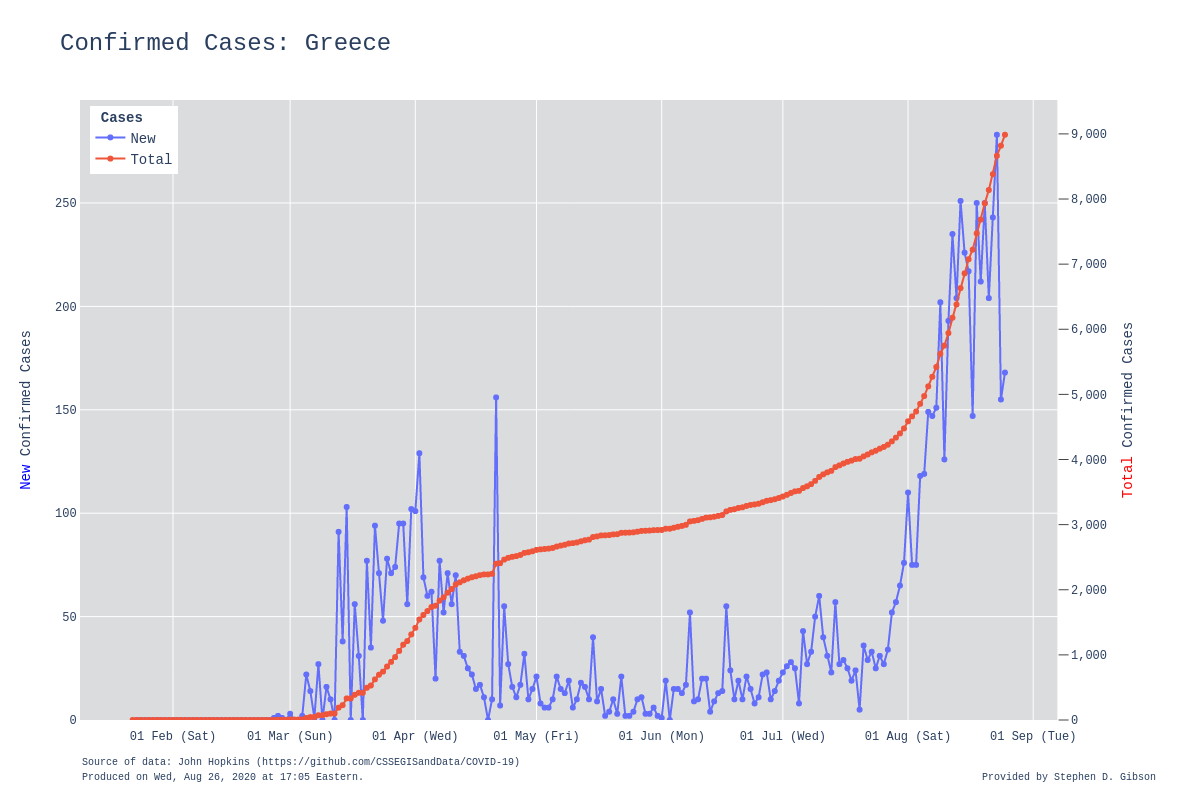 Confirmed Cases: Greece
Cases
New
Total
250
200
150
100
50
0
9,000
8,000
7,000
6,000
5,000
4,000
3,000
2,000
1,000
0
New Confirmed Cases
Total Confirmed Cases
01 Feb (Sat) 01 Mar (Sun) 01 Apr (Wed) 01 May (Fri) 01 Jun (Mon) 01 Jul (Wed) 01 Aug (Sat) 01 Sep (Tue)
Source of data: John Hopkins (https://github.com/CSSEGISandData/COVID-19)
Produced on Wed, Aug 26, 2020 at 17:05 Eastern.
Provided by Stephen D. Gibson